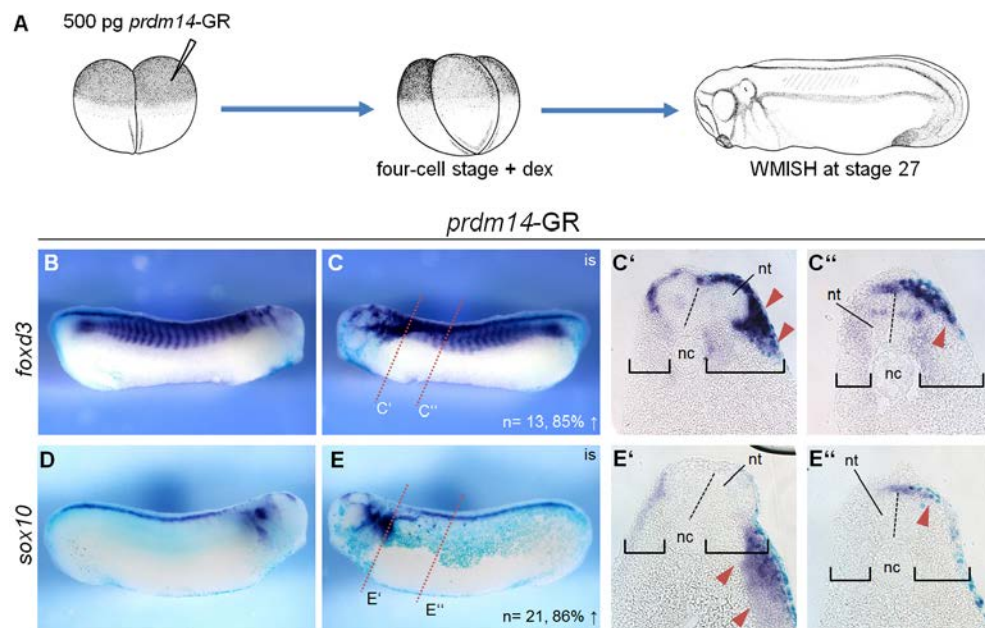 A
500 pg prdm14-GR
four-cell stage + dex
WMISH at stage 27
prdm14-GR
foxd3
B
C
is
C'
C''
n= 13, 85% ↑
C‘
nt
nc
C“
nt
nc
sox10
D
E
is
E'
E''
n= 21, 86% ↑
E‘
nt
nc
E“
nt
nc